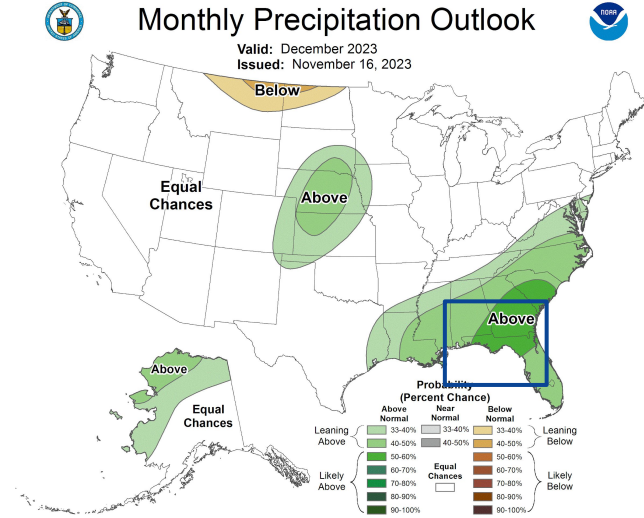 NOAA
Monthly Precipitation Outlook
Valid: December 2023
Issued: November 16, 2023
Below
Equal
Chances
Above
Above
Above
Equal
Chances
Probability
(Percent Chance)
Above
Normal
Near
Normal
Below
Normal
Leaning
Above
33-40%
33-40%
33-40%
Leaning
Below
40-50%
40-50%
40-50%
Likely
Above
50-60%
50-60%
Likely
Below
60-70%
Equal
Chances
60-70%
70-80%
70-80%
80-90%
80-90%
90-100%
90-100%